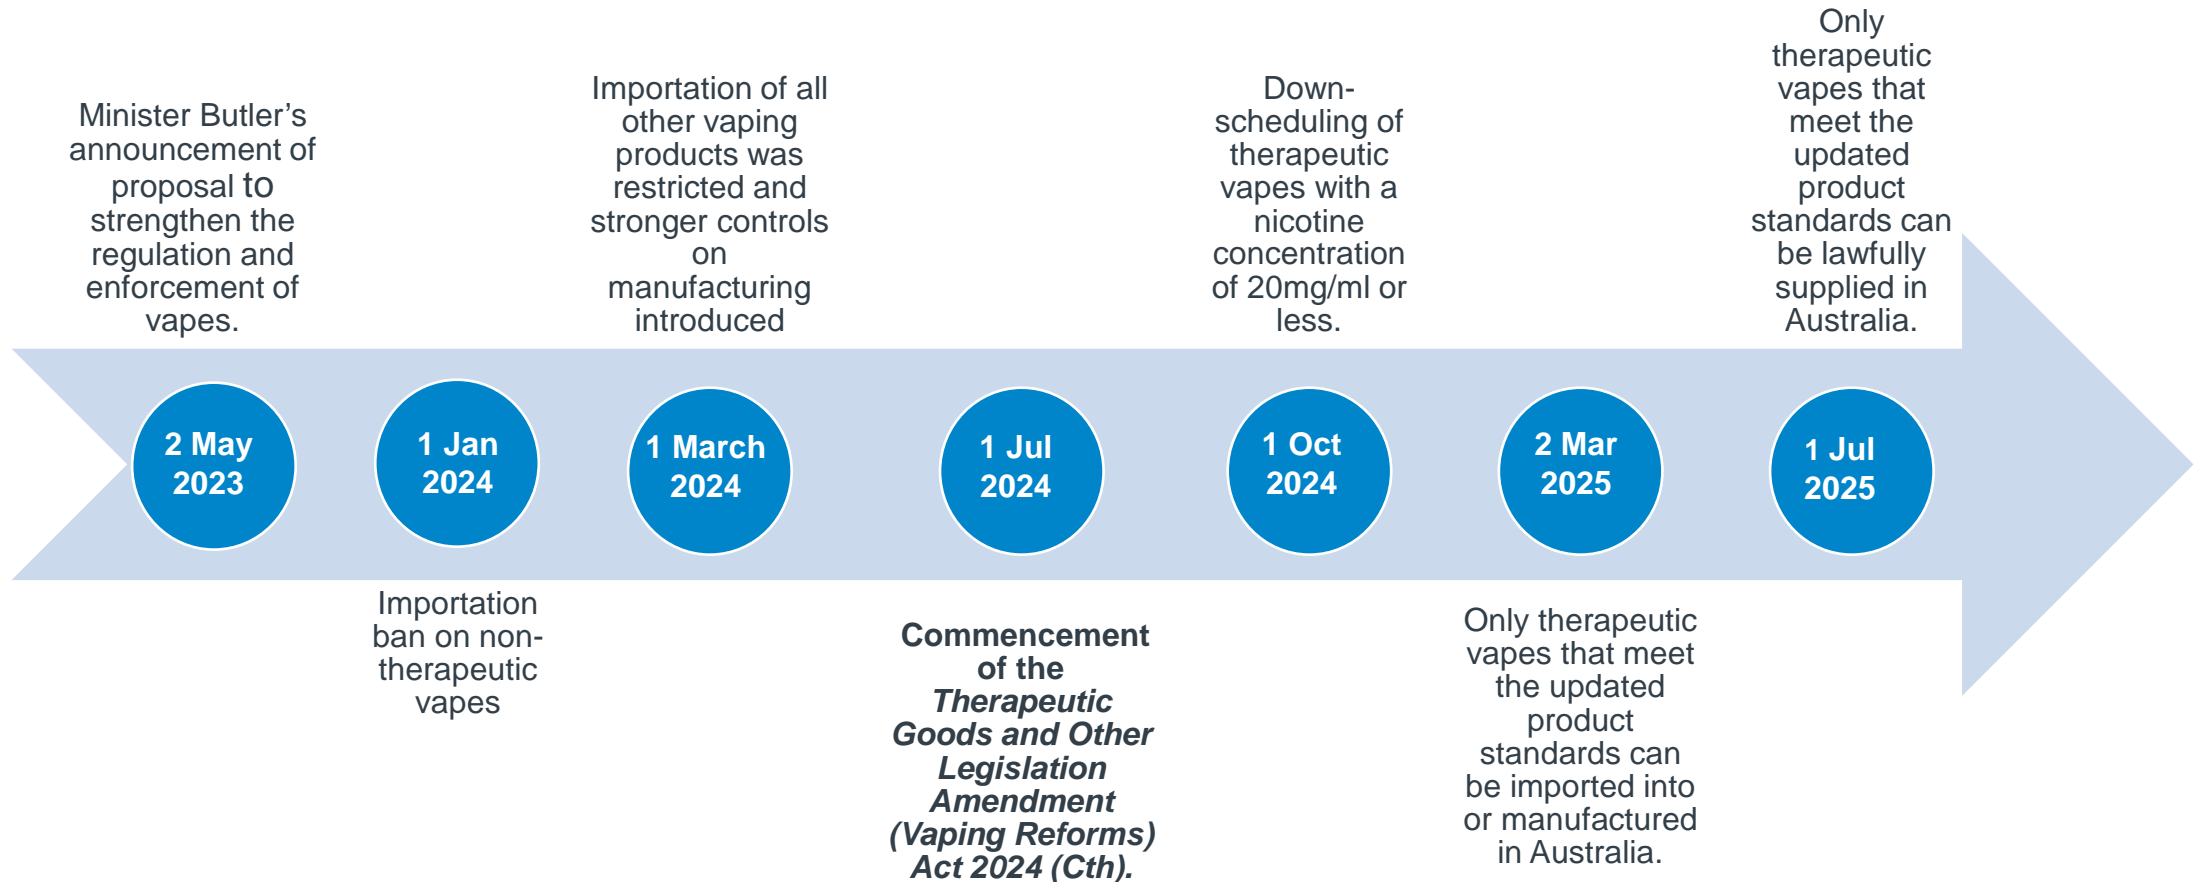 Minister Butler’s
announcement of
proposal to
strengthen the
regulation and
enforcement of
vapes.
2 May
2023
1 Jan
2024
Importation
ban on non-
therapeutic
vapes
Importation of all
other vaping
products was
restricted and
stronger controls
on
manufacturing
introduced
1 March
2024
1 Jul
2024
Commencement
of the
Therapeutic
Goods and Other
Legislation
Amendment
(Vaping Reforms)
Act 2024 (Cth).
Down-
scheduling of
therapeutic
vapes with a
nicotine
concentration
of 20mg/ml or
less.
1 Oct
2024
2 Mar
2025
Only therapeutic
vapes that meet
the updated
product
standards can
be imported into
or manufactured
in Australia.
Only
therapeutic
vapes that
meet the
updated
product
standards can
be lawfully
supplied in
Australia.
1 Jul
2025